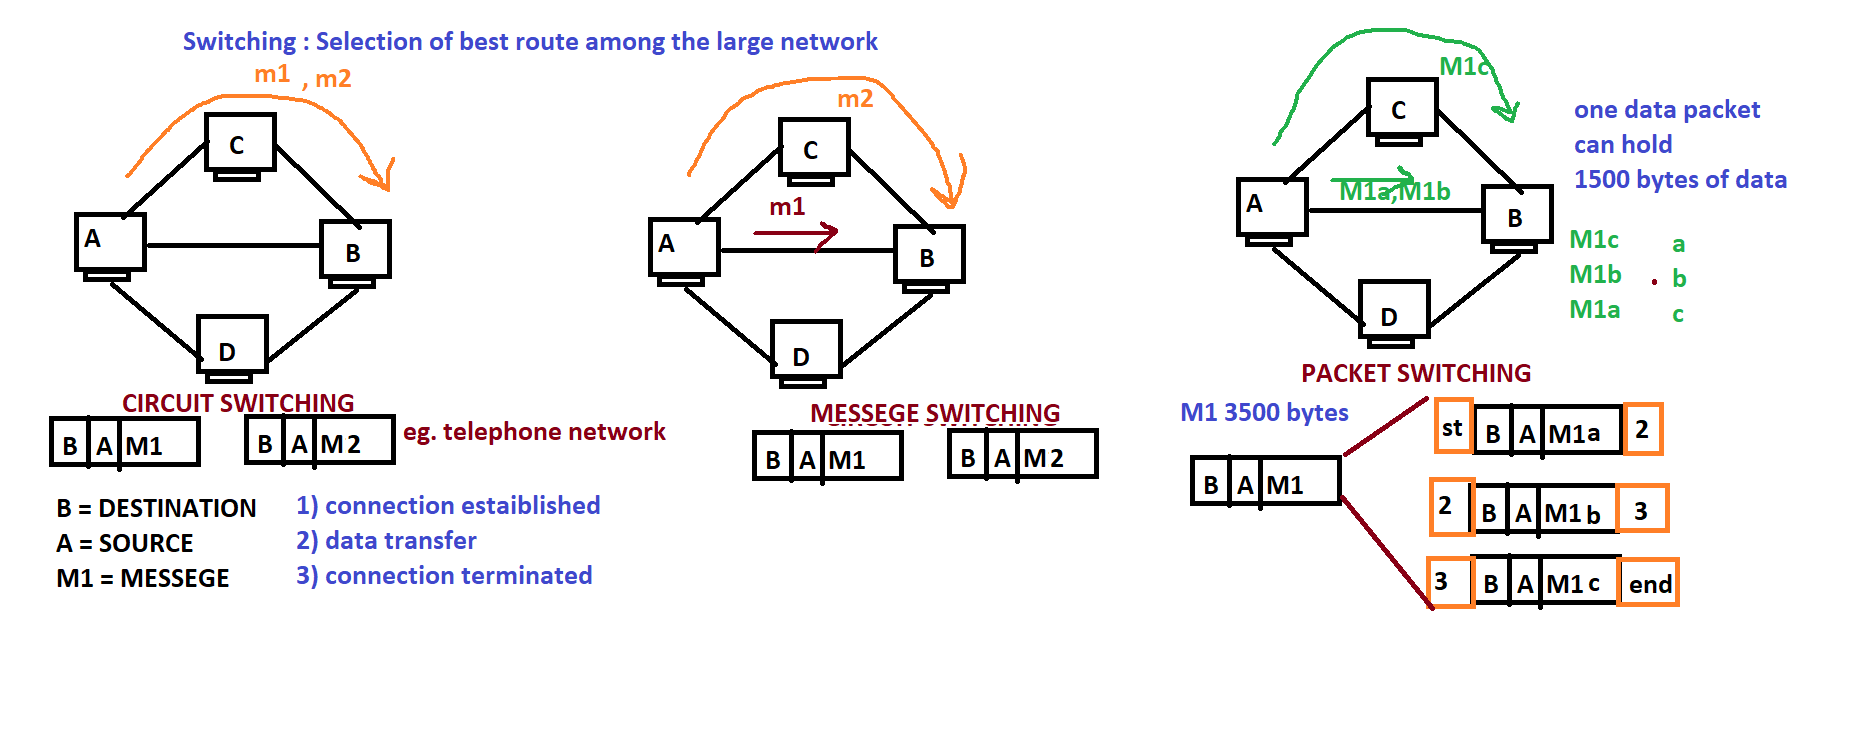 Switching : Selection of best route among the large network
m1 , m2
C
A
B
D
CIRCUIT SWITCHING
B A M1
B A M 2
eg. telephone network
B = DESTINATION
A = SOURCE
M1 = MESSEGE
1) connection estaiblished
2) data transfer
3) connection terminated
m2
C
m1
A
B
D
MESSEGE SWITCHING
B A M1
B A M 2
M1c
C
A
M1a,M1b
B
D
one data packet
can hold
1500 bytes of data
M1c a
M1b b
M1a c
PACKET SWITCHING
M1 3500 bytes
B A M1
st B A M1a 2
2 B A M1 b 3
3 B A M1 c end